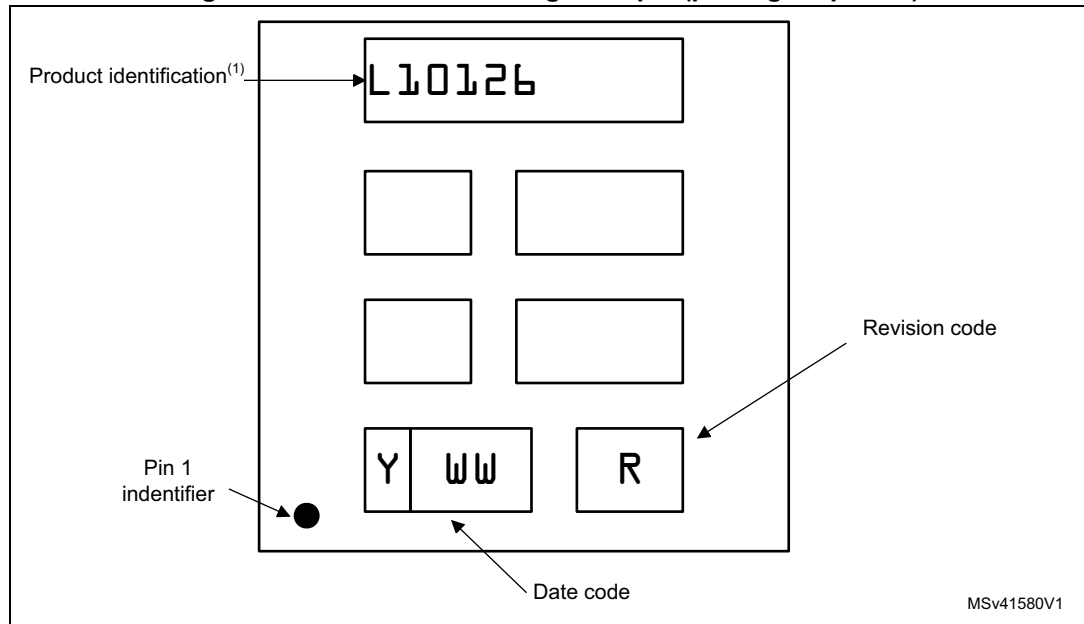 Product identification(1)
L10126
Revision code
Y WW R
Pin 1
indentifier
Date code
MSv41580V1